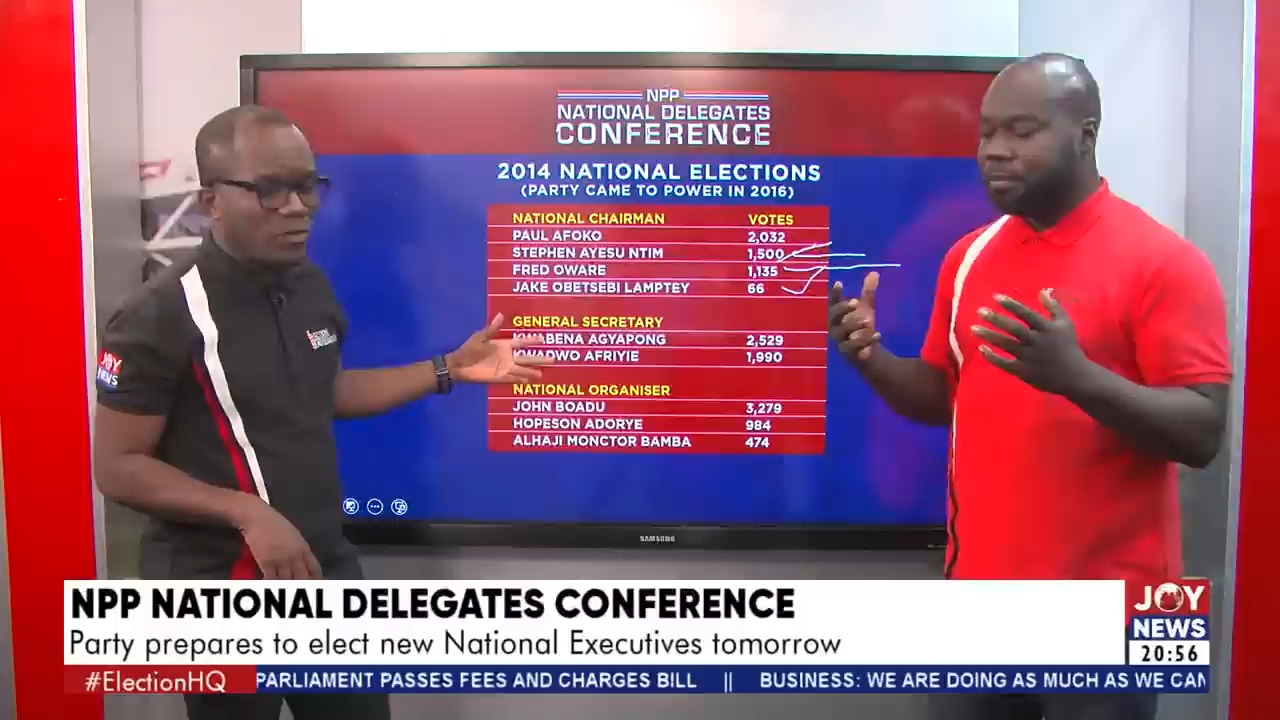 NPP
NATIONAL DELEGATES
CONFERENCE
2014 NATIONAL ELECTIONS
(PARTY CAME TO POWER IN 2016)
NATIONAL CHAIRMAN VOTES
PAUL AFOKO 2,032
STEPHEN AYESU NTIM 1,500
FRED OWARE 1,135
JAKE OBETSEBI LAMPTEY 66
GENERAL SECRETARY
KWABENA AGYAPONG 2,529
KWADWO AFRIYIE 1,990
NATIONAL ORGANISER
JOHN BOADU 3,279
HOPESON ADORYE 984
ALHAJI MONCTOR BAMBA 474
JOY
NEWS
SAMSUNG
NPP NATIONAL DELEGATES CONFERENCE
Party prepares to elect new National Executives tomorrow
JOY
NEWS
20:56
#ElectionHQ PARLIAMENT PASSES FEES AND CHARGES BILL || BUSINESS: WE ARE DOING AS MUCH AS WE CAN